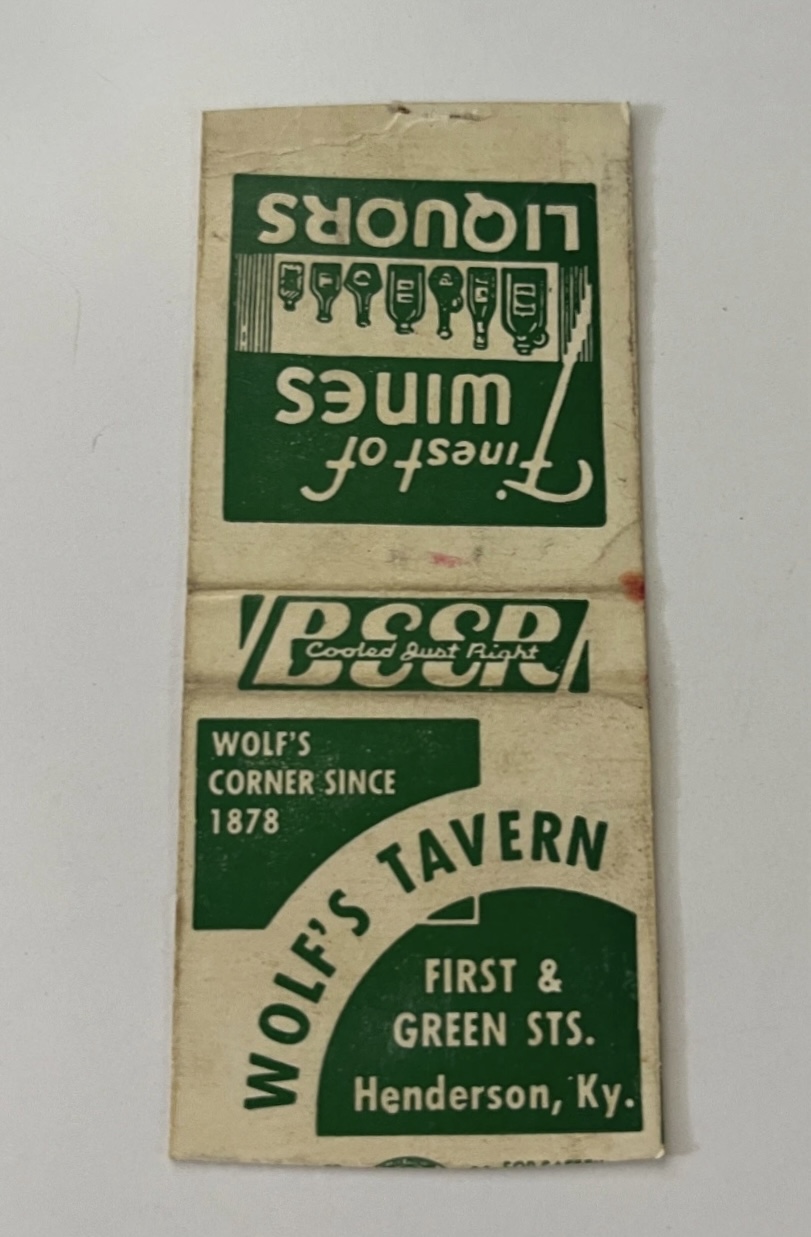 Finest of
WINES
LIQUORS
BEER
Cooled Just Right
WOLF'S
CORNER SINCE
1878
WOLF'S TAVERN
FIRST &
GREEN STS.
Henderson, Ky.